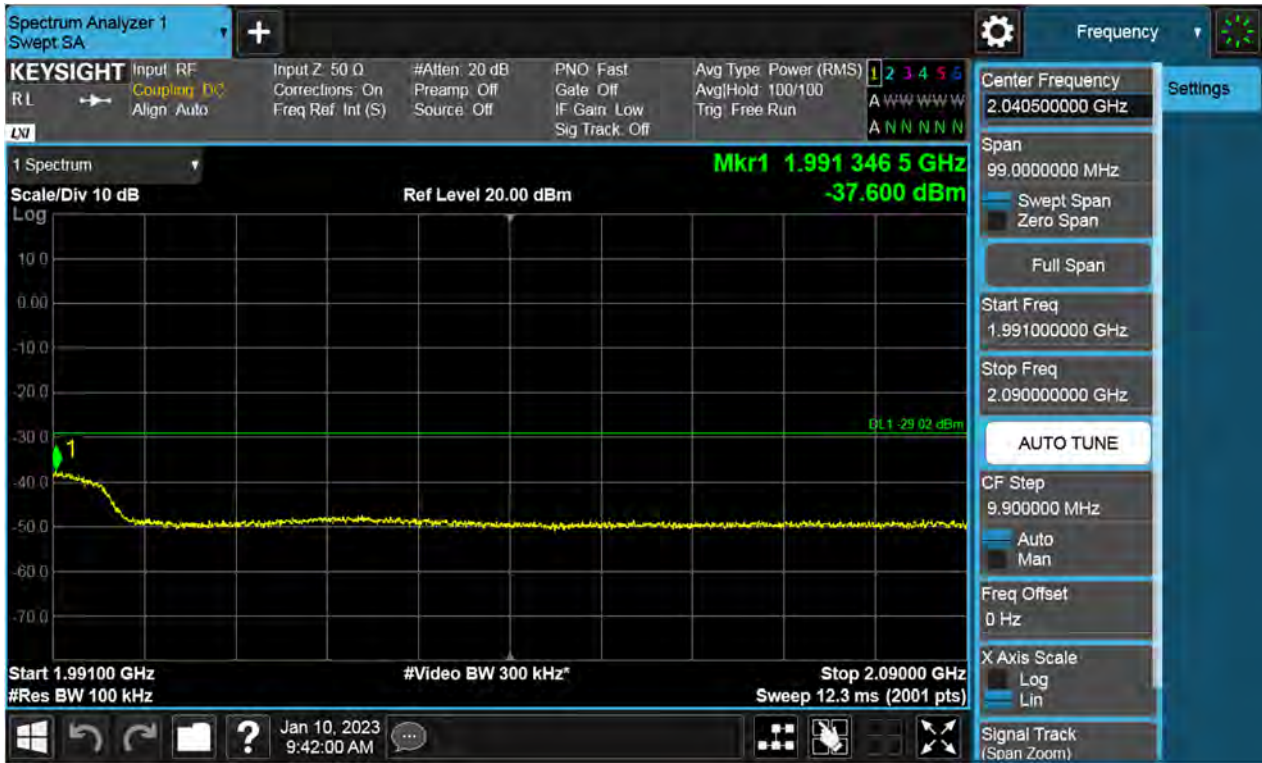 Spectrum Analyzer 1
Swept SA
Frequency
KEYSIGHT
R L
LXI
Input: RF
Coupling: DC
Align: Auto
Input Z: 50 Ω
Corrections: On
Freq Ref: Int (S)
#Atten: 20 dB
Preamp: Off
Source: Off
PNO: Fast
Gate: Off
IF Gain: Low
Sig Track: Off
Avg Type: Power (RMS)
Avg|Hold: 100/100
Trig: Free Run
1 2 3 4 5 6
A W W W W W
A N N N N N
1 Spectrum
Scale/Div 10 dB
Ref Level 20.00 dBm
Mkr1 1.991 346 5 GHz
-37.600 dBm
Log
10.0
0.00
-10.0
-20.0
-30.0
-40.0
-50.0
-60.0
-70.0
1
DL1 -29.02 dBm
Start 1.99100 GHz
#Res BW 100 kHz
#Video BW 300 kHz*
Stop 2.09000 GHz
Sweep 12.3 ms (2001 pts)
Jan 10, 2023
9:42:00 AM
Center Frequency
2.040500000 GHz
Span
99.0000000 MHz
Swept Span
Zero Span
Full Span
Start Freq
1.991000000 GHz
Stop Freq
2.090000000 GHz
AUTO TUNE
CF Step
9.900000 MHz
Auto
Man
Freq Offset
0 Hz
X Axis Scale
Log
Lin
Signal Track
(Span Zoom)
Settings